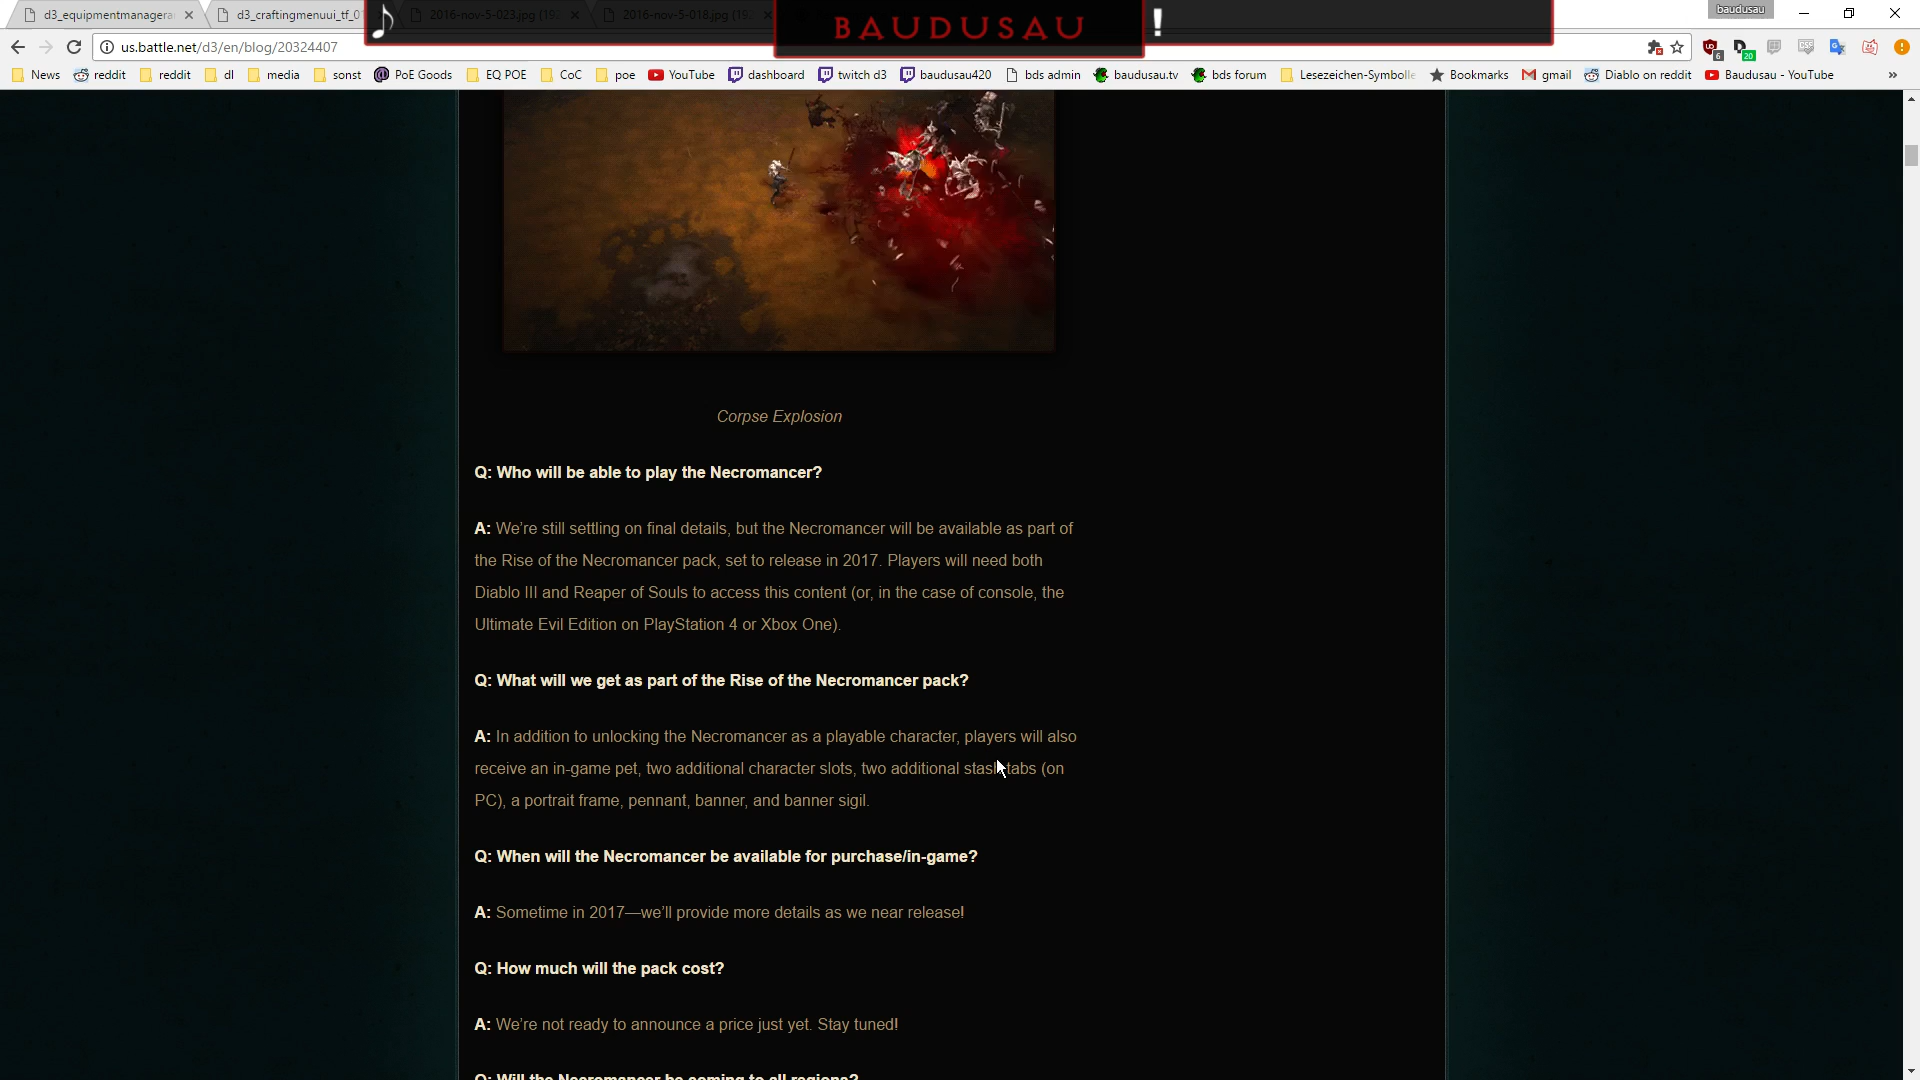 d3_equipmentmanagerar
d3_craftingmenuui_tf_01
2016-nov-5-023.jpg (192
2016-nov-5-018.jpg (19
BAUDUSAU
!
baudusau
us.battle.net/d3/en/blog/20324407
6
20
News
reddit
reddit
dl
media
sonst
PoE Goods
EQ POE
CoC
poe
YouTube
dashboard
twitch d3
baudusau420
bds admin
baudusau.tv
bds forum
Lesezeichen-Symbolle
Bookmarks
gmail
Diablo on reddit
Baudusau - YouTube
»
Corpse Explosion
Q: Who will be able to play the Necromancer?
A: We're still settling on final details, but the Necromancer will be available as part of
the Rise of the Necromancer pack, set to release in 2017. Players will need both
Diablo III and Reaper of Souls to access this content (or, in the case of console, the
Ultimate Evil Edition on PlayStation 4 or Xbox One).
Q: What will we get as part of the Rise of the Necromancer pack?
A: In addition to unlocking the Necromancer as a playable character, players will also
receive an in-game pet, two additional character slots, two additional stash tabs (on
PC), a portrait frame, pennant, banner, and banner sigil.
Q: When will the Necromancer be available for purchase/in-game?
A: Sometime in 2017—we'll provide more details as we near release!
Q: How much will the pack cost?
A: We're not ready to announce a price just yet. Stay tuned!
Q: Will the Necromancer be coming to all regions?